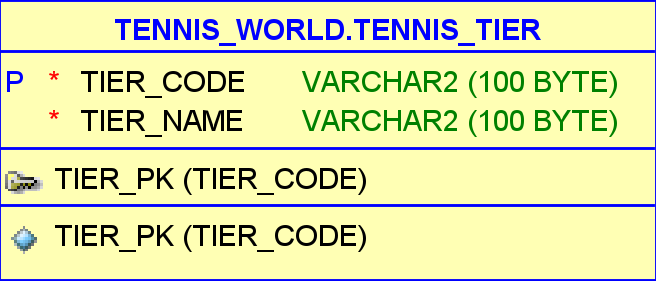 TENNIS_WORLD.TENNIS_TIER
P * TIER_CODE VARCHAR2 (100 BYTE)
* TIER_NAME VARCHAR2 (100 BYTE)
TIER_PK (TIER_CODE)
TIER_PK (TIER_CODE)